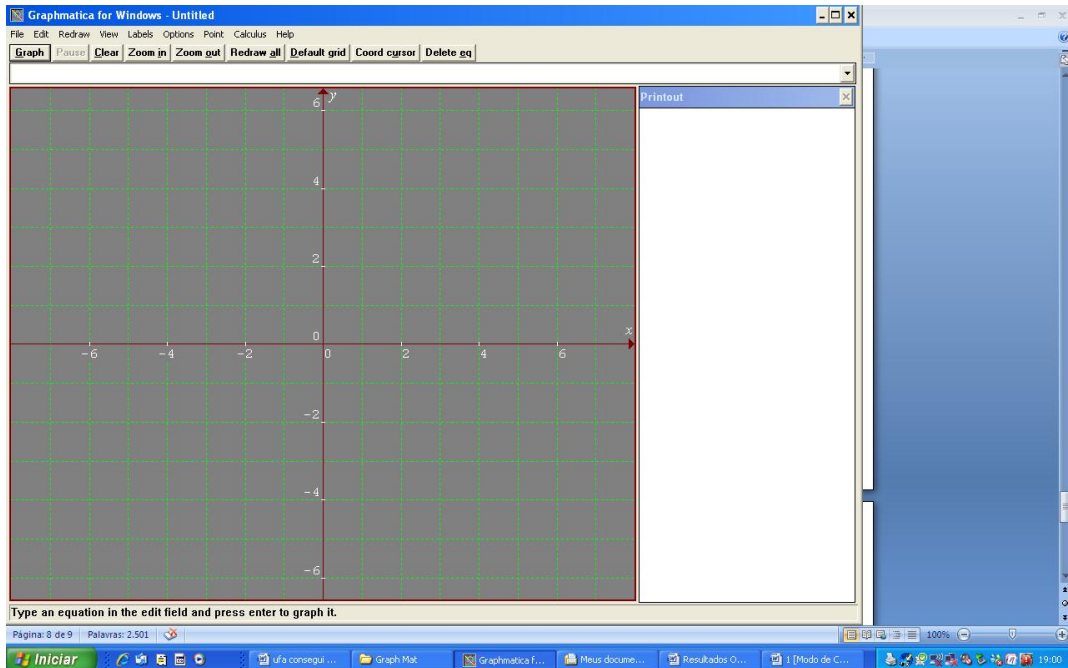 Graphmatica for Windows - Untitled
File Edit Redraw View Labels Options Point Calculus Help
Graph Pause Clear Zoom in Zoom out Redraw all Default grid Coord cursor Delete eq
Printout
y
6
4
2
0
x
-6 -4 -2 0 2 4 6
-2
-4
-6
Type an equation in the edit field and press enter to graph it.
Página: 8 de 9 Palavras: 2.501 100%
Iniciar ufa consegui ... Graph Mat Graphmatica f... Meus docume... Resultados O... 1 [Modo de C... 19:00